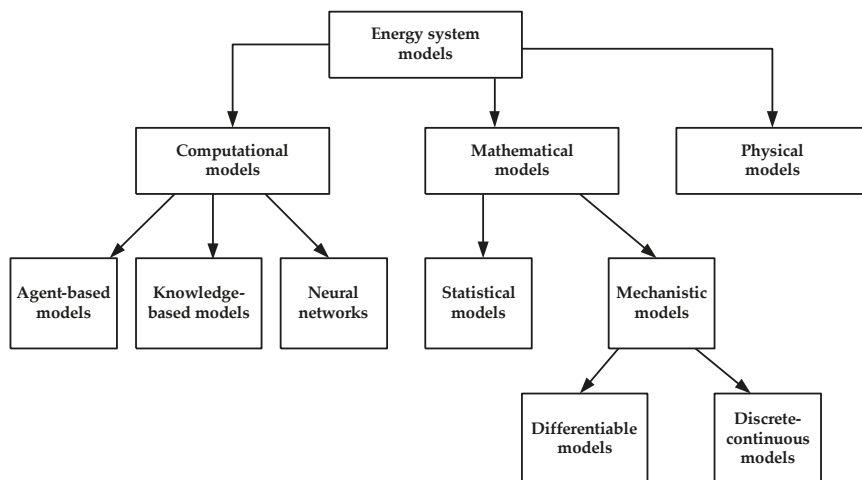 Energy system
models
Computational
models
Mathematical
models
Physical
models
Agent-based
models
Knowledge-
based models
Neural
networks
Statistical
models
Mechanistic
models
Differentiable
models
Discrete-
continuous
models